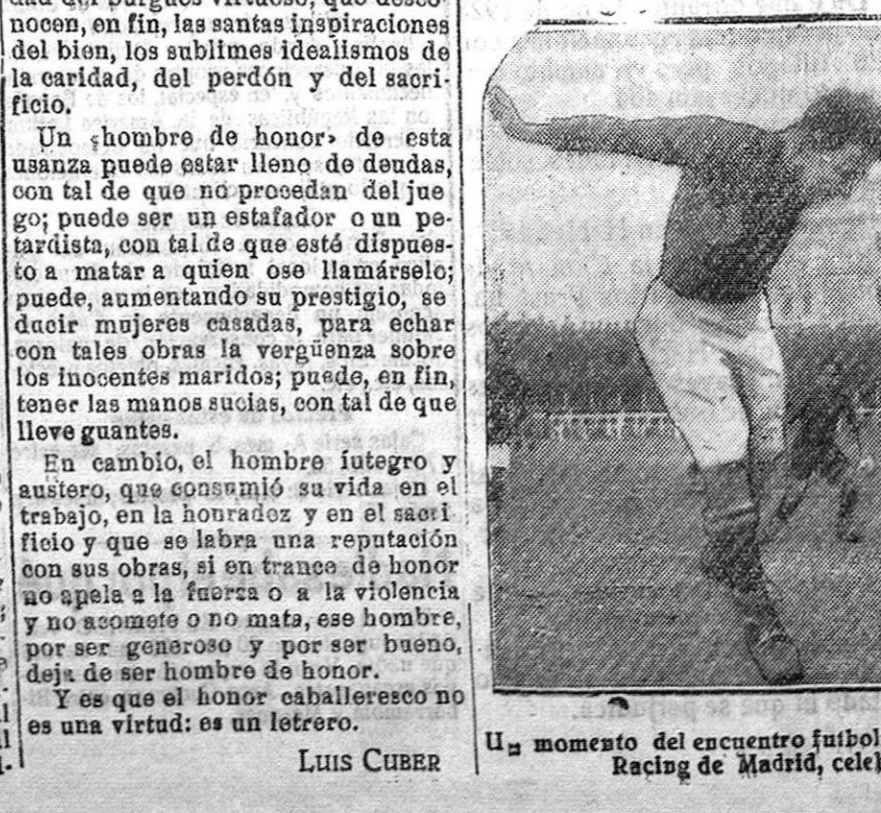 nocen, en fin, las santas inspiraciones
del bien, los sublimes idealismos de
la caridad, del perdón y del sacri-
ficio.
Un «hombre de honor» de esta
usanza puede estar lleno de deudas,
con tal de que no procedan del jue
go; puede ser un estafador o un pe-
tardista, con tal de que esté dispues-
to a matar a quien ose llamárselo;
puede, aumentando su prestigio, se
ducir mujeres casadas, para echar
con tales obras la vergüenza sobre
los inocentes maridos; puede, en fin,
tener las manos sucias, con tal de que
lleve guantes.
En cambio, el hombre íutegro y
austero, que consumió su vida en el
trabajo, en la houradez y en el sacri
ficio y que se labra una reputación
con sus obras, si en trance de honor
no apela a la fuerza o a la violencia
y no acomete o no mata, ese hombre,
por ser generoso y por ser bueno,
deja de ser hombre de honor.
Y es que el honor caballeresco no
es una virtud: es un letrero.
LUIS CUBER
Un momento del encuentro futbol
Racing de Madrid, cele